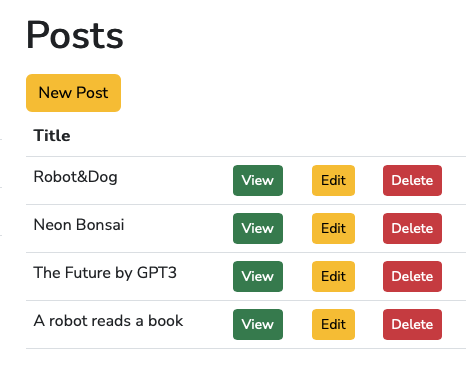 Posts
New Post
Title
Robot&Dog View Edit Delete
Neon Bonsai View Edit Delete
The Future by GPT3 View Edit Delete
A robot reads a book View Edit Delete